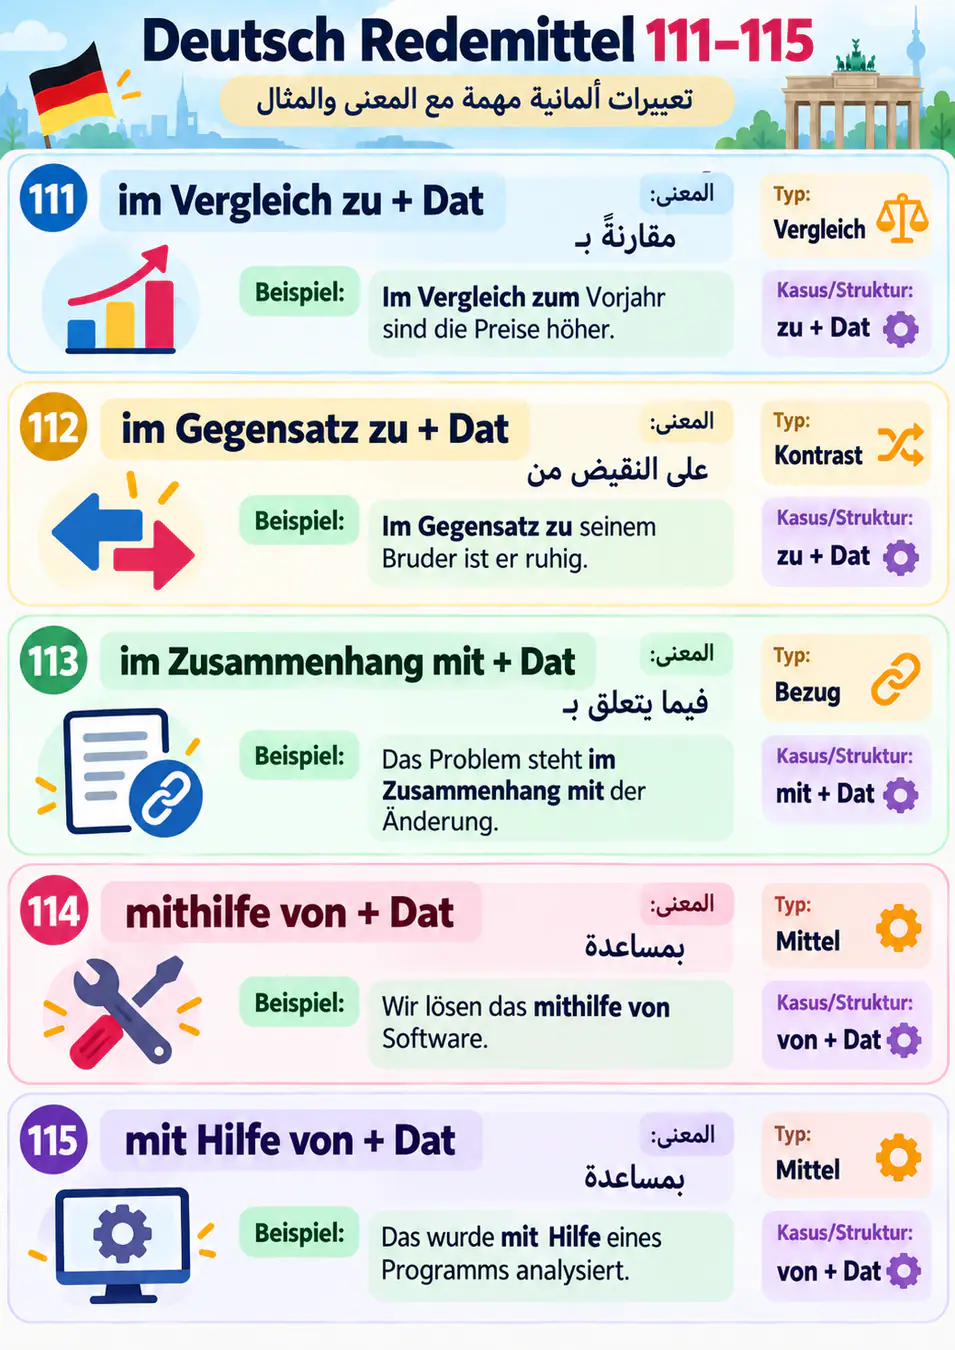 Deutsch Redemittel 111–115
تعبيرات ألمانية مهمة مع المعنى والمثال
111
im Vergleich zu + Dat
المعنى:
مقارنةً بـ
Beispiel:
Im Vergleich zum Vorjahr
sind die Preise höher.
Typ:
Vergleich
Kasus/Struktur:
zu + Dat
112
im Gegensatz zu + Dat
المعنى:
على النقيض من
Beispiel:
Im Gegensatz zu seinem
Bruder ist er ruhig.
Typ:
Kontrast
Kasus/Struktur:
zu + Dat
113
im Zusammenhang mit + Dat
المعنى:
فيما يتعلق بـ
Beispiel:
Das Problem steht im
Zusammenhang mit der
Änderung.
Typ:
Bezug
Kasus/Struktur:
mit + Dat
114
mithilfe von + Dat
المعنى:
بمساعدة
Beispiel:
Wir lösen das mithilfe von
Software.
Typ:
Mittel
Kasus/Struktur:
von + Dat
115
mit Hilfe von + Dat
المعنى:
بمساعدة
Beispiel:
Das wurde mit Hilfe eines
Programms analysiert.
Typ:
Mittel
Kasus/Struktur:
von + Dat